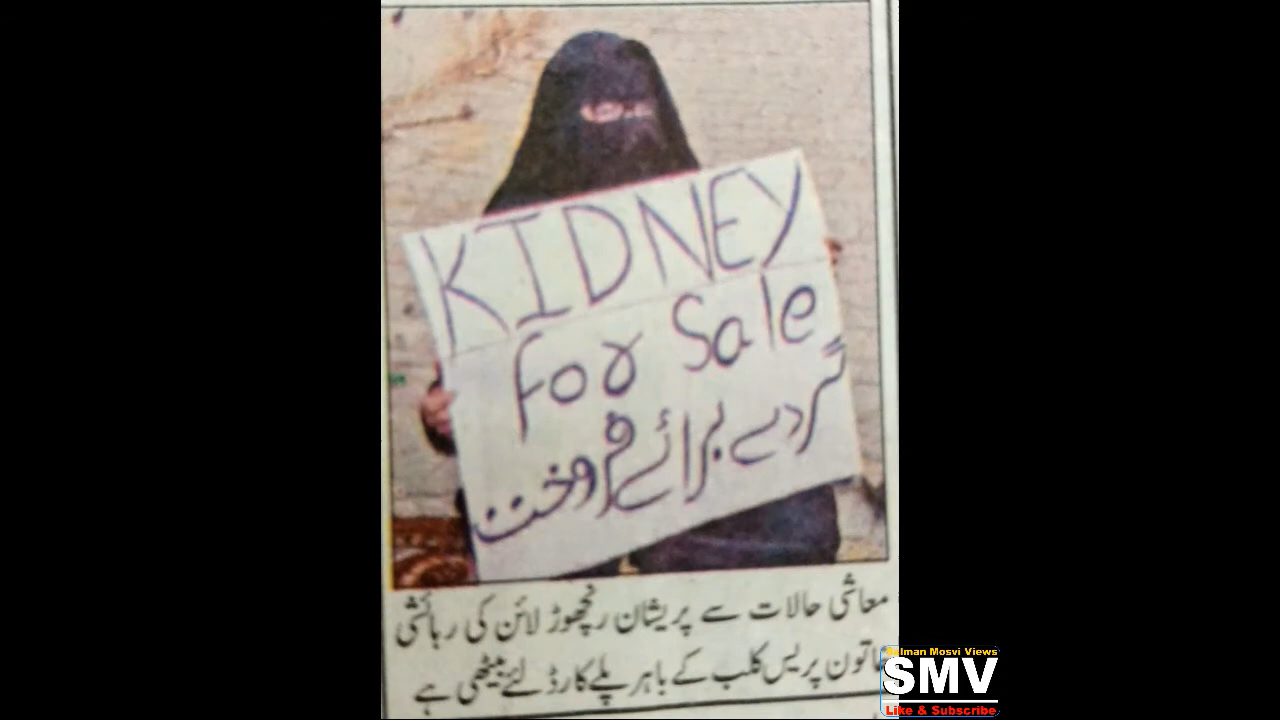 KIDNEY
For Sale
گردے برائے فروخت
معاشی حالات سے پریشان رنچھوڑ لائن کی رہائشی
خاتون پریس کلب کے باہر پلے کارڈ لئے بیٹھی ہے
Salman Mosvi Views
SMV
Like & Subscribe